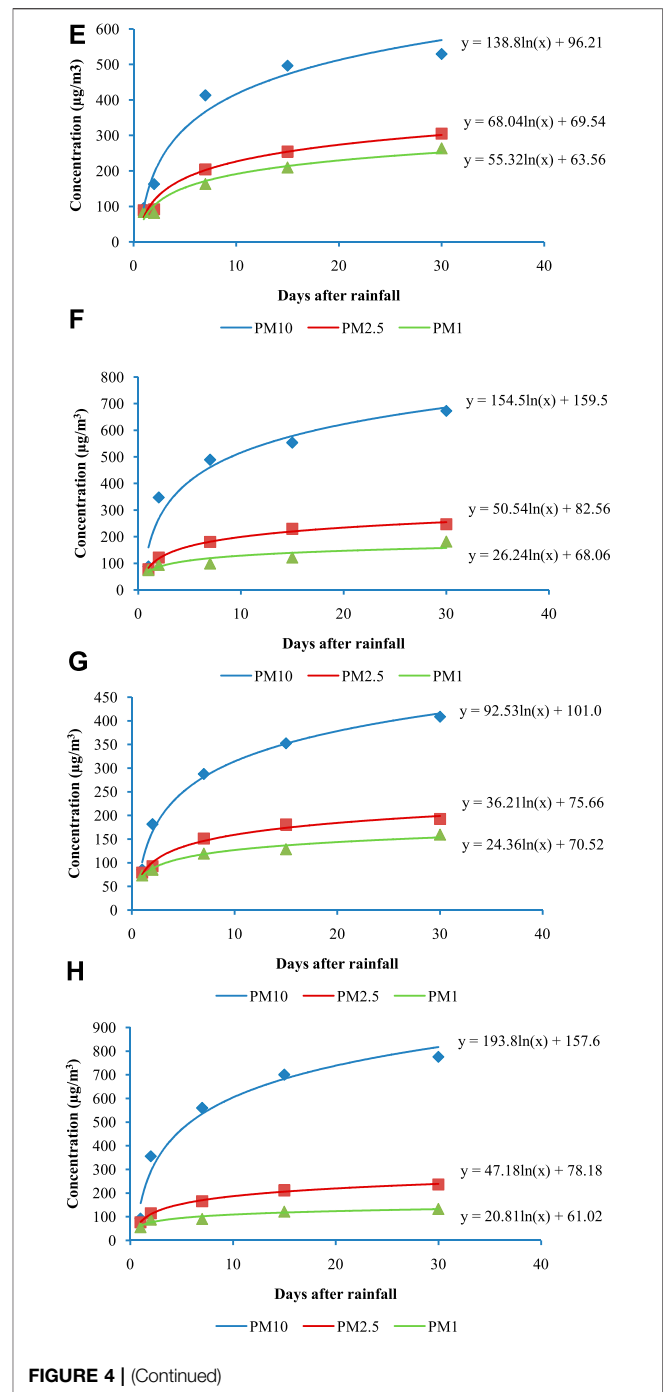 E
600
y = 138.8ln(x) + 96.21
500
400
300
y = 68.04ln(x) + 69.54
200
y = 55.32ln(x) + 63.56
100
0
Concentration (µg/m3)
0 10 20 30 40
Days after rainfall
PM10 PM2.5 PM1
F
800
700
y = 154.5ln(x) + 159.5
600
500
400
300
y = 50.54ln(x) + 82.56
200
100
y = 26.24ln(x) + 68.06
0
Concentration (µg/m³)
0 10 20 30 40
Days after rainfall
PM10 PM2.5 PM1
G
450
y = 92.53ln(x) + 101.0
400
350
300
250
200
y = 36.21ln(x) + 75.66
150
y = 24.36ln(x) + 70.52
100
50
0
Concentration (µg/m³)
0 10 20 30 40
Days after rainfall
PM10 PM2.5 PM1
H
900
y = 193.8ln(x) + 157.6
800
700
600
500
400
300
y = 47.18ln(x) + 78.18
200
100
y = 20.81ln(x) + 61.02
0
Concentration (µg/m³)
0 10 20 30 40
Days after rainfall
PM10 PM2.5 PM1
FIGURE 4 | (Continued)